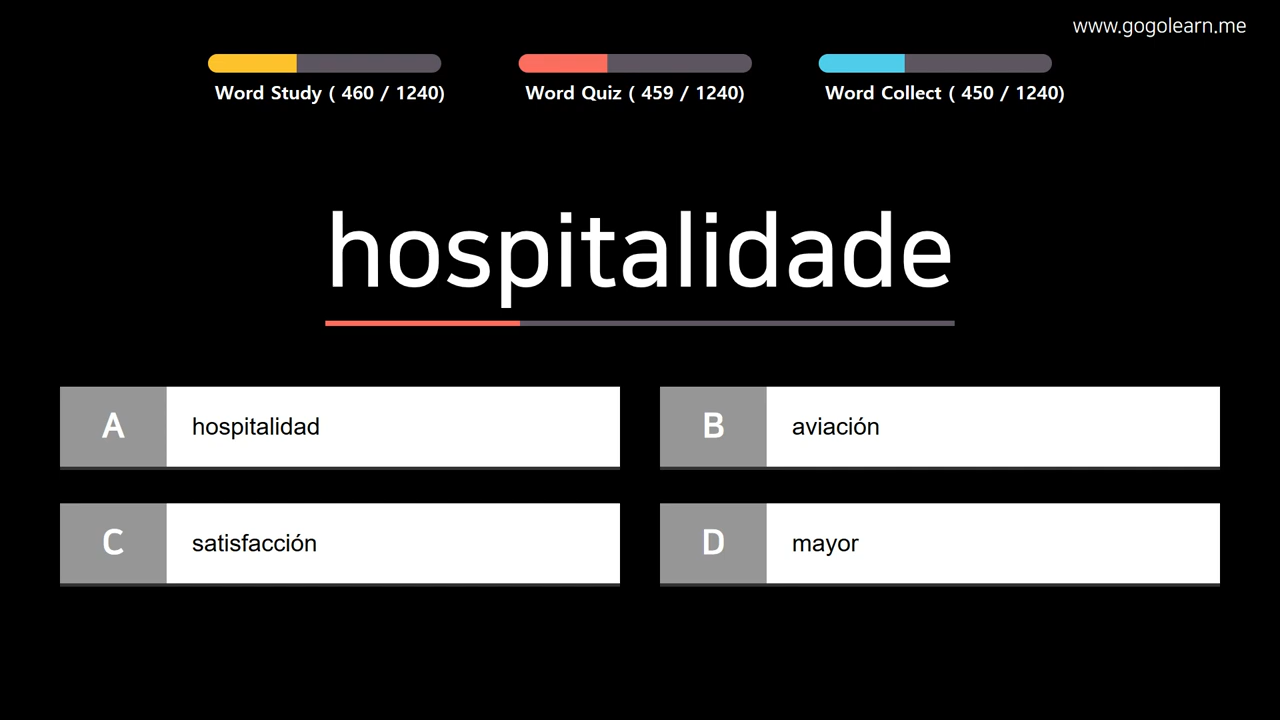 www.gogolearn.me
Word Study ( 460 / 1240)
Word Quiz ( 459 / 1240)
Word Collect ( 450 / 1240)
hospitalidade
A hospitalidad
B aviación
C satisfacción
D mayor